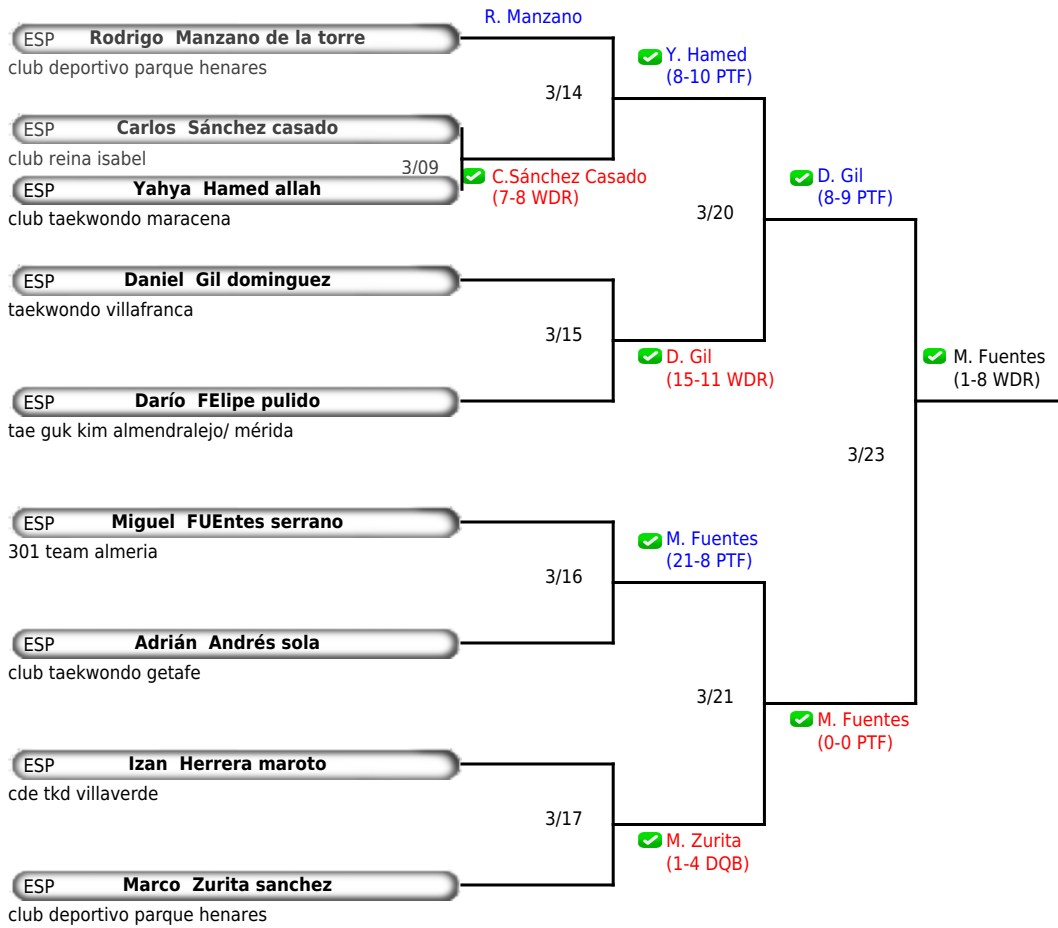 R. Manzano
ESP Rodrigo Manzano de la torre
club deportivo parque henares
Y. Hamed
(8-10 PTF)
3/14
ESP Carlos Sánchez casado
club reina isabel
3/09
C.Sánchez Casado
(7-8 WDR)
ESP Yahya Hamed allah
club taekwondo maracena
D. Gil
(8-9 PTF)
3/20
ESP Daniel Gil dominguez
taekwondo villafranca
3/15
D. Gil
(15-11 WDR)
M. Fuentes
(1-8 WDR)
ESP Darío FElipe pulido
tae guk kim almendralejo/ mérida
3/23
ESP Miguel FUEntes serrano
301 team almeria
M. Fuentes
(21-8 PTF)
3/16
ESP Adrián Andrés sola
club taekwondo getafe
3/21
M. Fuentes
(0-0 PTF)
ESP Izan Herrera maroto
cde tkd villaverde
3/17
M. Zurita
(1-4 DQB)
ESP Marco Zurita sanchez
club deportivo parque henares